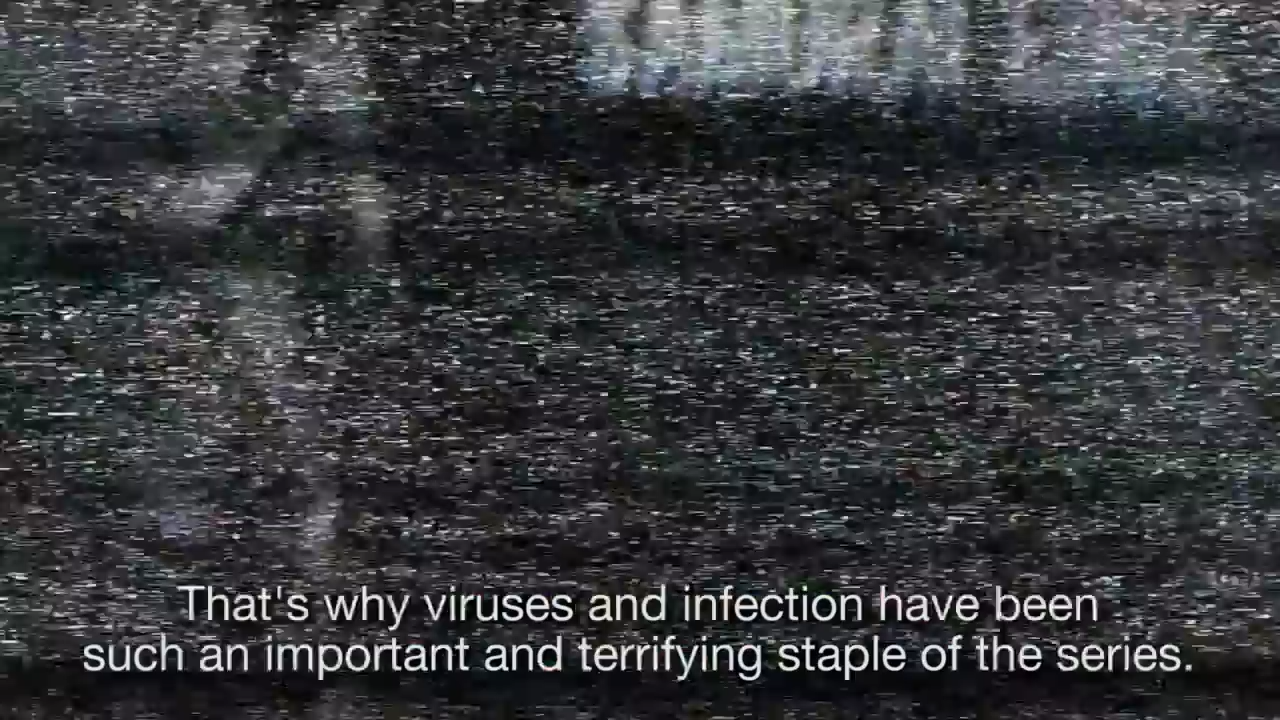 That's why viruses and infection have been
such an important and terrifying staple of the series.